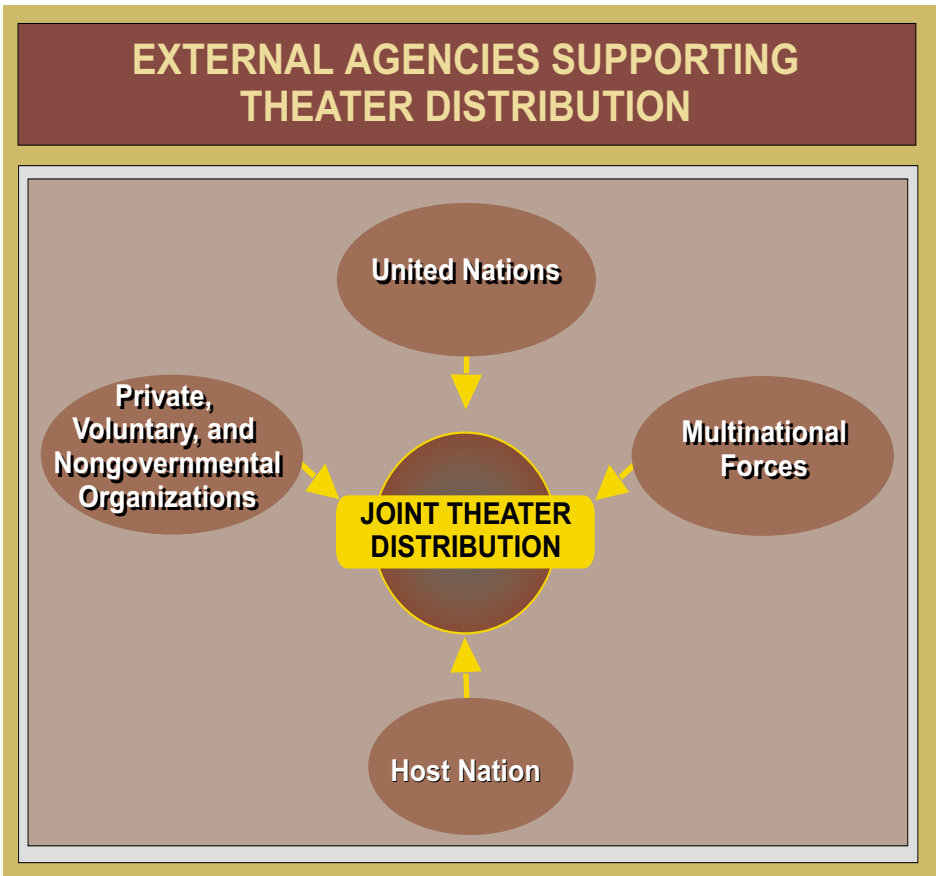 EXTERNAL AGENCIES SUPPORTING
THEATER DISTRIBUTION
United Nations
Private,
Voluntary, and
Nongovernmental
Organizations
Multinational
Forces
JOINT THEATER
DISTRIBUTION
Host Nation